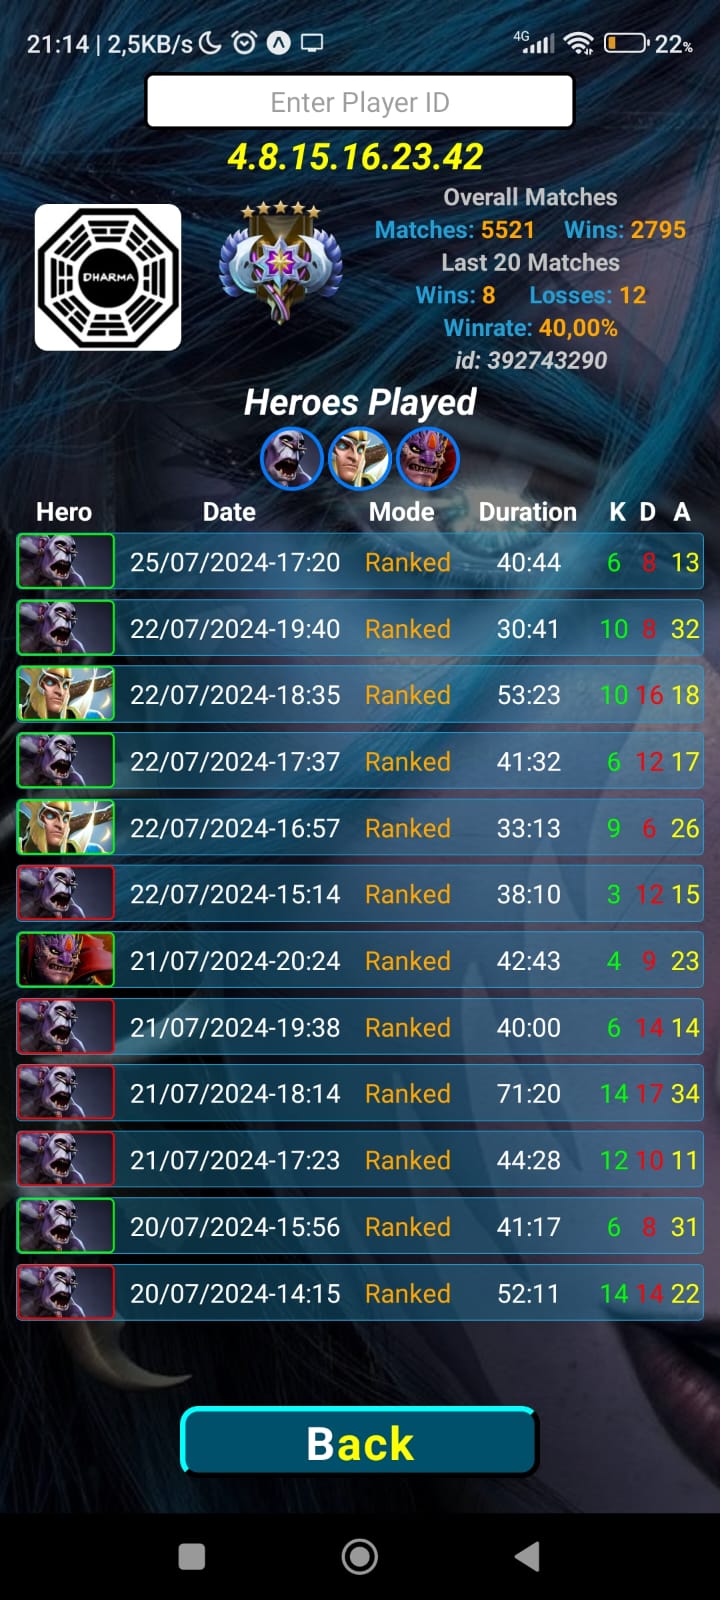 21:14 | 2,5KB/s 4G 22%
Enter Player ID
4.8.15.16.23.42
DHARMA
Overall Matches
Matches: 5521 Wins: 2795
Last 20 Matches
Wins: 8 Losses: 12
Winrate: 40,00%
id: 392743290
Heroes Played
Hero Date Mode Duration K D A
25/07/2024-17:20 Ranked 40:44 6 8 13
22/07/2024-19:40 Ranked 30:41 10 8 32
22/07/2024-18:35 Ranked 53:23 10 16 18
22/07/2024-17:37 Ranked 41:32 6 12 17
22/07/2024-16:57 Ranked 33:13 9 6 26
22/07/2024-15:14 Ranked 38:10 3 12 15
21/07/2024-20:24 Ranked 42:43 4 9 23
21/07/2024-19:38 Ranked 40:00 6 14 14
21/07/2024-18:14 Ranked 71:20 14 17 34
21/07/2024-17:23 Ranked 44:28 12 10 11
20/07/2024-15:56 Ranked 41:17 6 8 31
20/07/2024-14:15 Ranked 52:11 14 14 22
Back